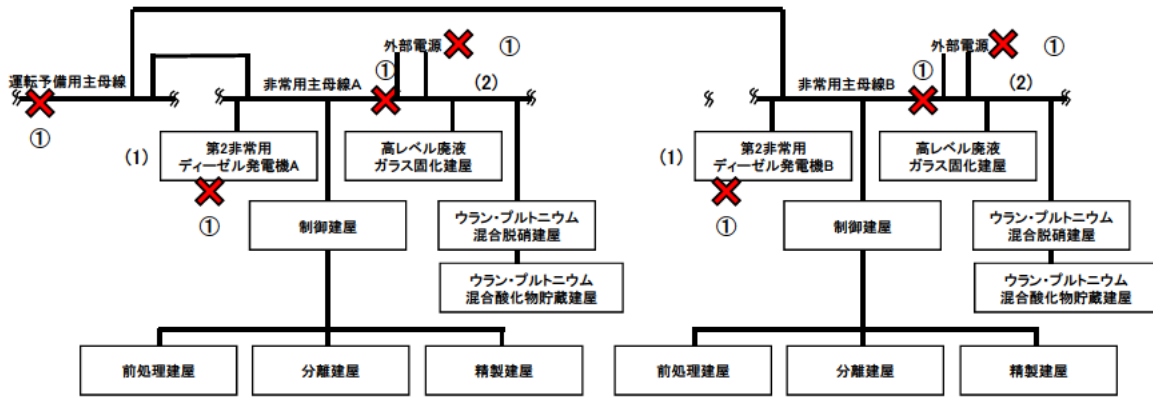 外部電源
①
外部電源
①
運転予備用主母線
非常用主母線A
①
(2)
非常用主母線B
①
(2)
①
(1)
第2非常用
ディーゼル発電機A
①
高レベル廃液
ガラス固化建屋
(1)
第2非常用
ディーゼル発電機B
①
高レベル廃液
ガラス固化建屋
制御建屋
ウラン・プルトニウム
混合脱硝建屋
ウラン・プルトニウム
混合酸化物貯蔵建屋
制御建屋
ウラン・プルトニウム
混合脱硝建屋
ウラン・プルトニウム
混合酸化物貯蔵建屋
前処理建屋
分離建屋
精製建屋
前処理建屋
分離建屋
精製建屋